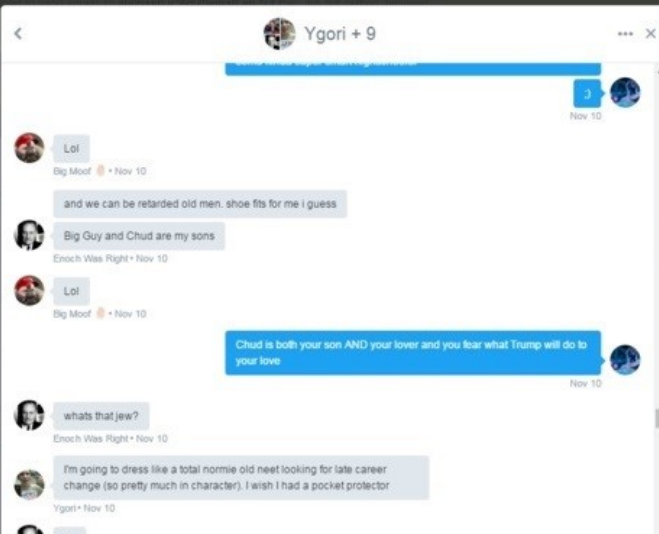 Ygori + 9
:)
Nov 10
Lol
Big Moof • Nov 10
and we can be retarded old men. shoe fits for me i guess
Big Guy and Chud are my sons
Enoch Was Right • Nov 10
Lol
Big Moof • Nov 10
Chud is both your son AND your lover and you fear what Trump will do to
your love
Nov 10
whats that jew?
Enoch Was Right • Nov 10
I'm going to dress like a total normie old neet looking for late career
change (so pretty much in character). I wish I had a pocket protector
Ygori • Nov 10